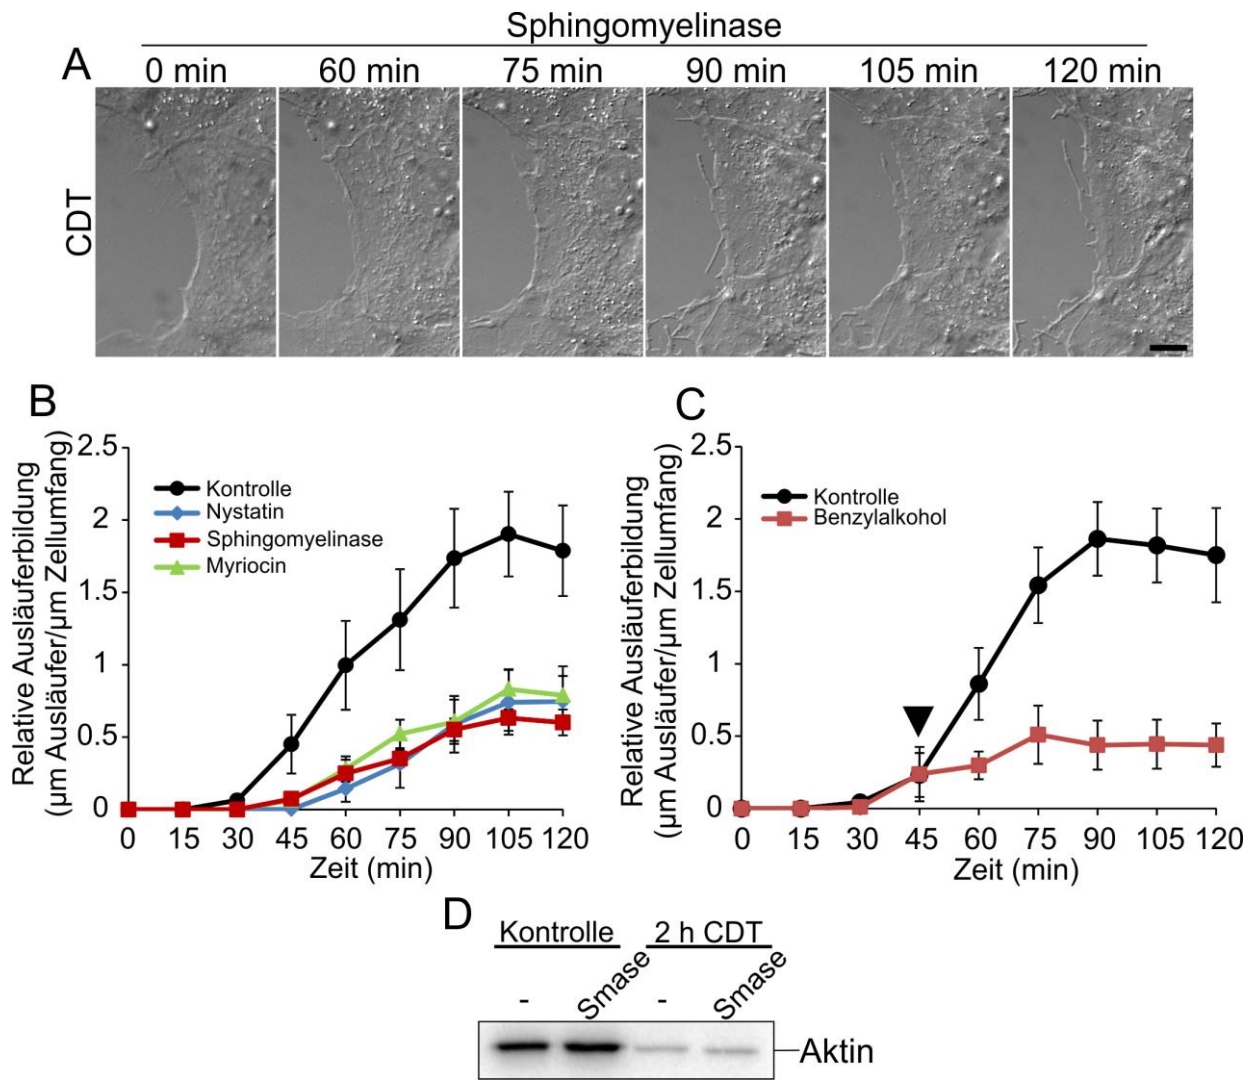 Sphingomyelinase
A
0 min 60 min 75 min 90 min 105 min 120 min
CDT
B
Relative Ausläuferbildung
(µm Ausläufer/µm Zellumfang)
2.5
2
1.5
1
0.5
0
Kontrolle
Nystatin
Sphingomyelinase
Myriocin
0 15 30 45 60 75 90 105 120
Zeit (min)
C
Relative Ausläuferbildung
(µm Ausläufer/µm Zellumfang)
2.5
2
1.5
1
0.5
0
Kontrolle
Benzylalkohol
0 15 30 45 60 75 90 105 120
Zeit (min)
D
Kontrolle 2 h CDT
- Smase - Smase
Aktin